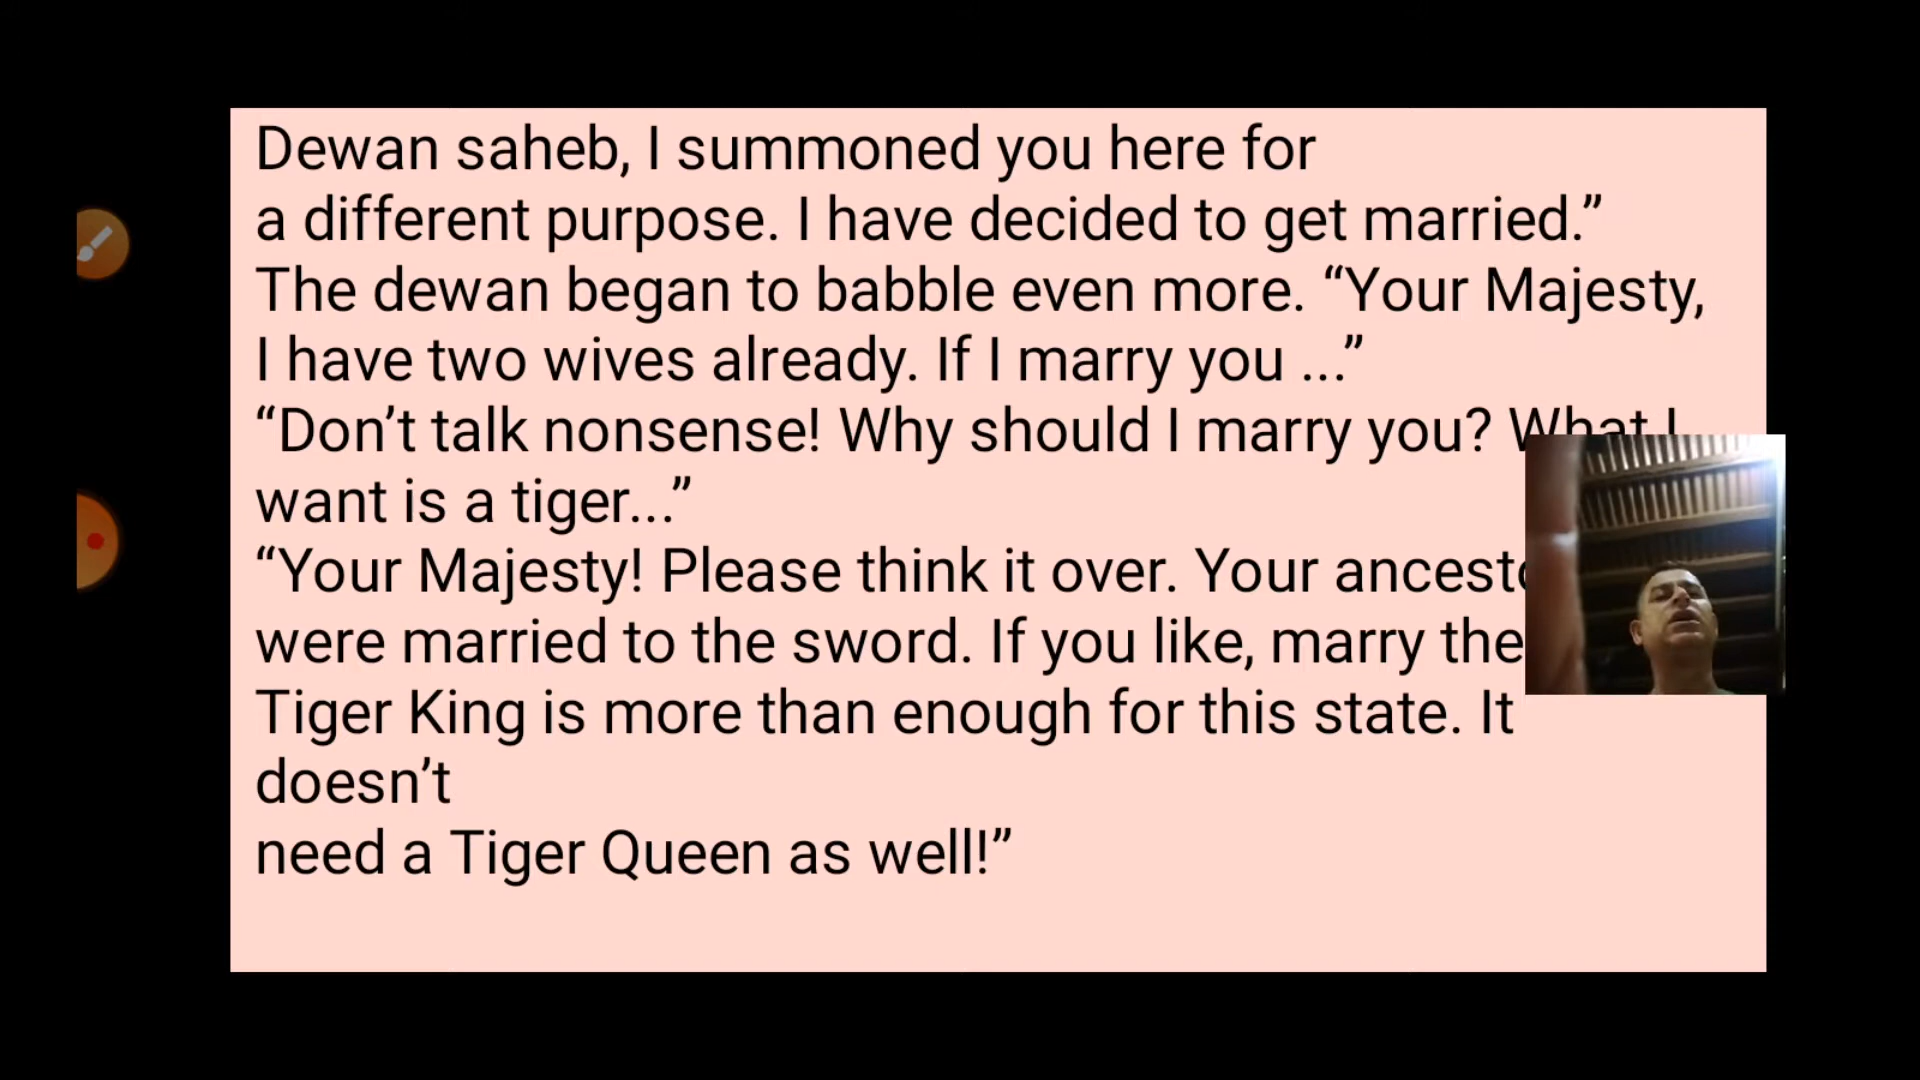 Dewan saheb, I summoned you here for
a different purpose. I have decided to get married.”
The dewan began to babble even more. “Your Majesty,
I have two wives already. If I marry you ...”
“Don’t talk nonsense! Why should I marry you? What I
want is a tiger...”
“Your Majesty! Please think it over. Your
were married to the sword. If you like, marry the
Tiger King is more than enough for this state. It
doesn’t
need a Tiger Queen as well!”